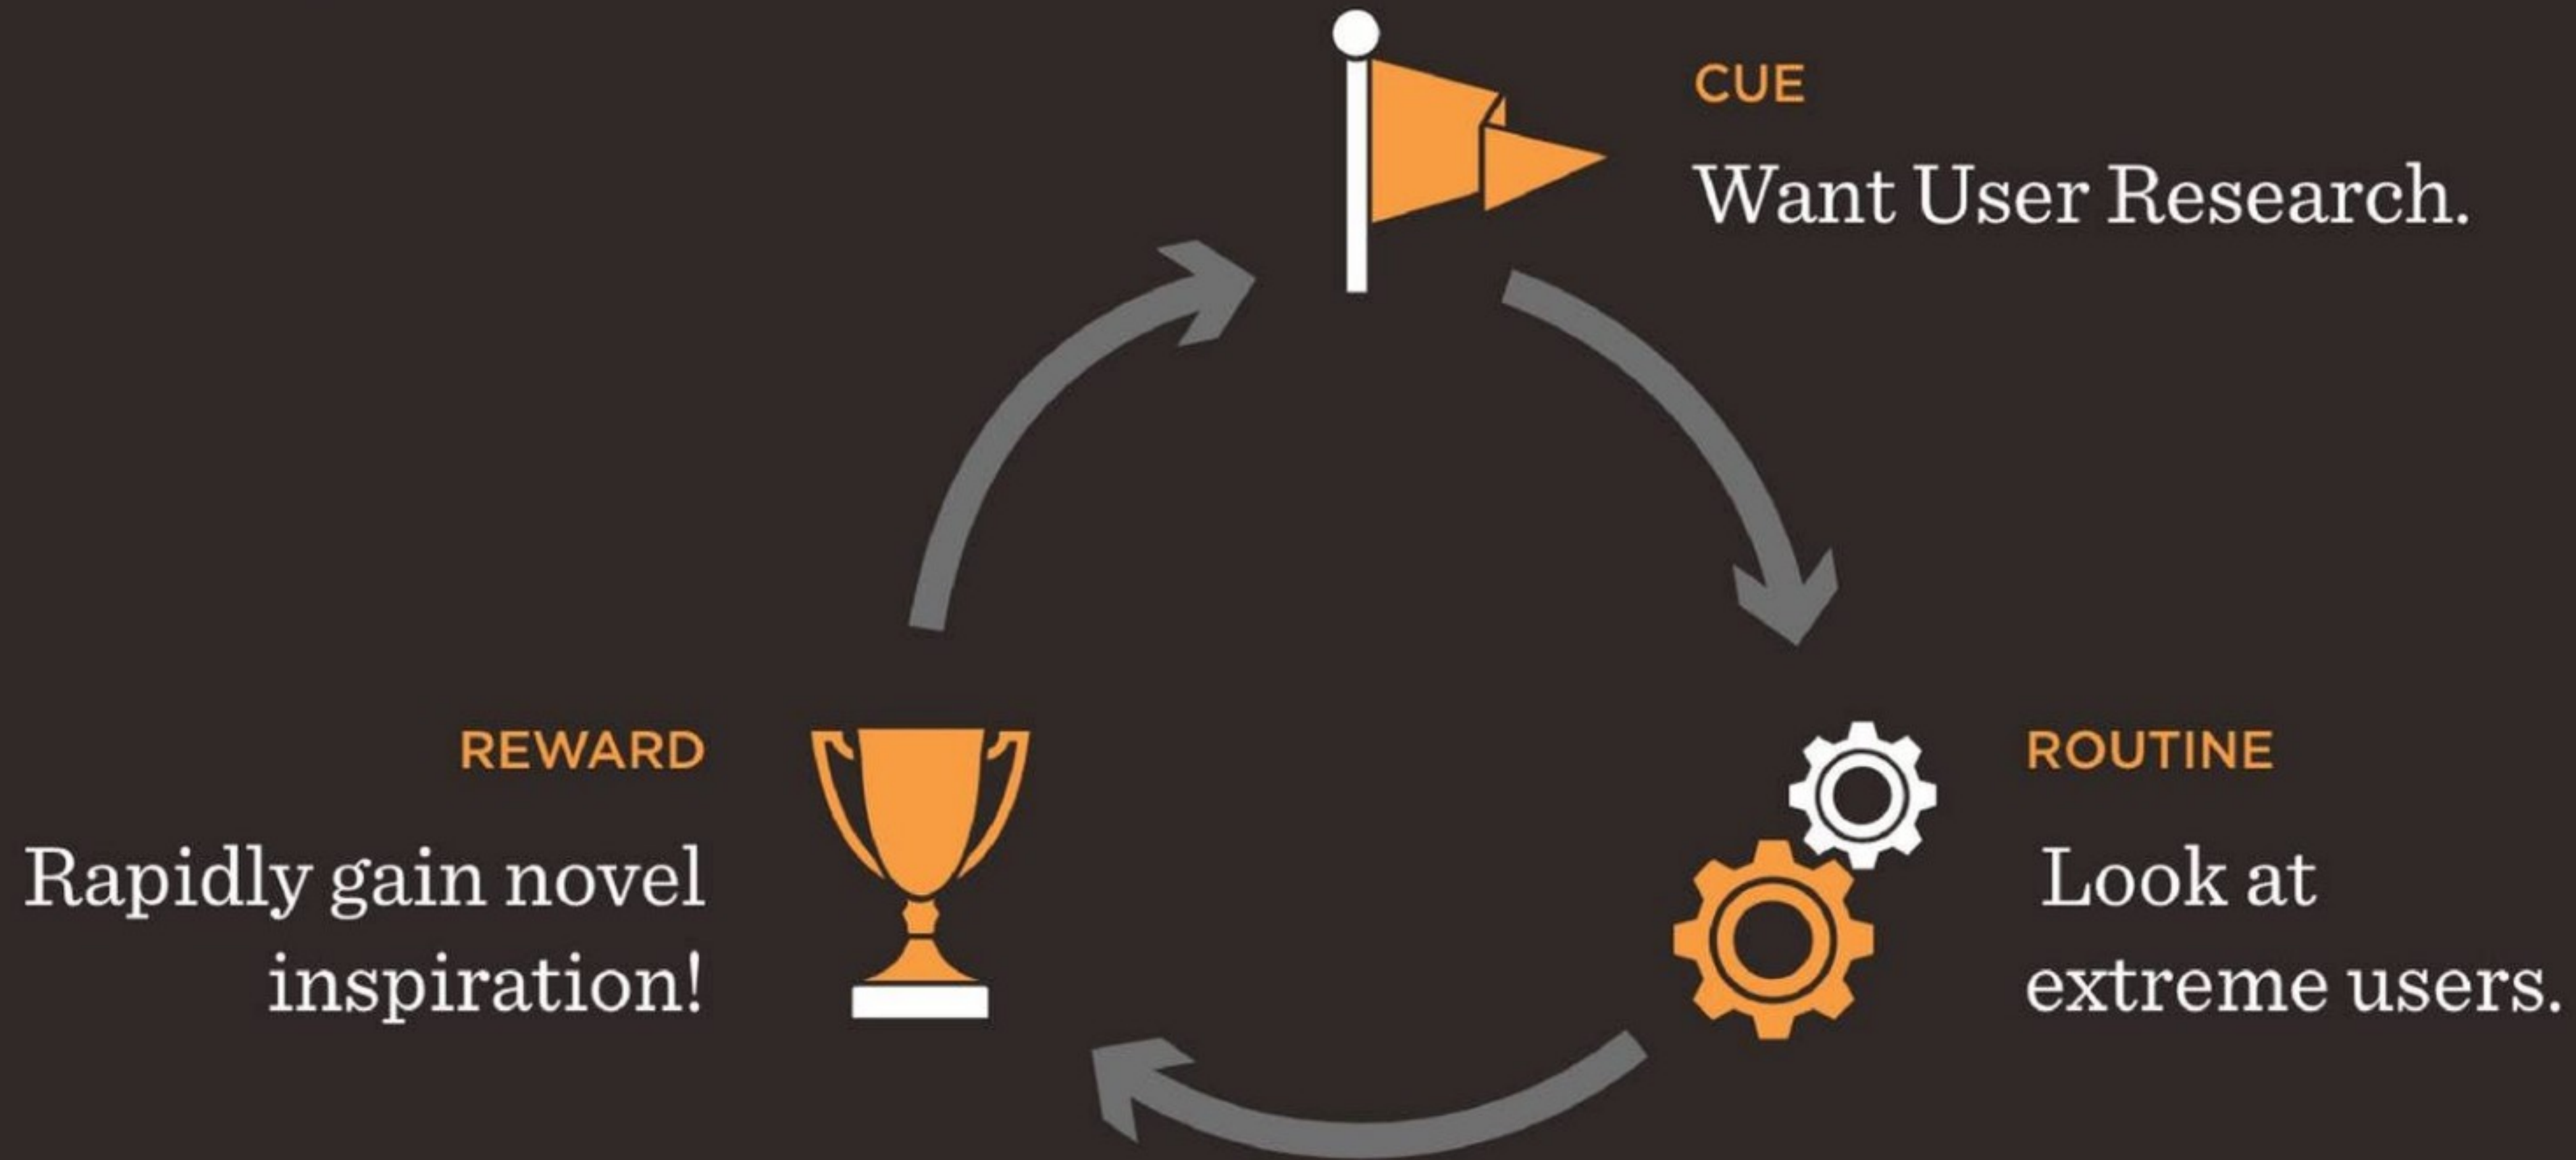 CUE
Want User Research.
ROUTINE
Look at
extreme users.
REWARD
Rapidly gain novel
inspiration!